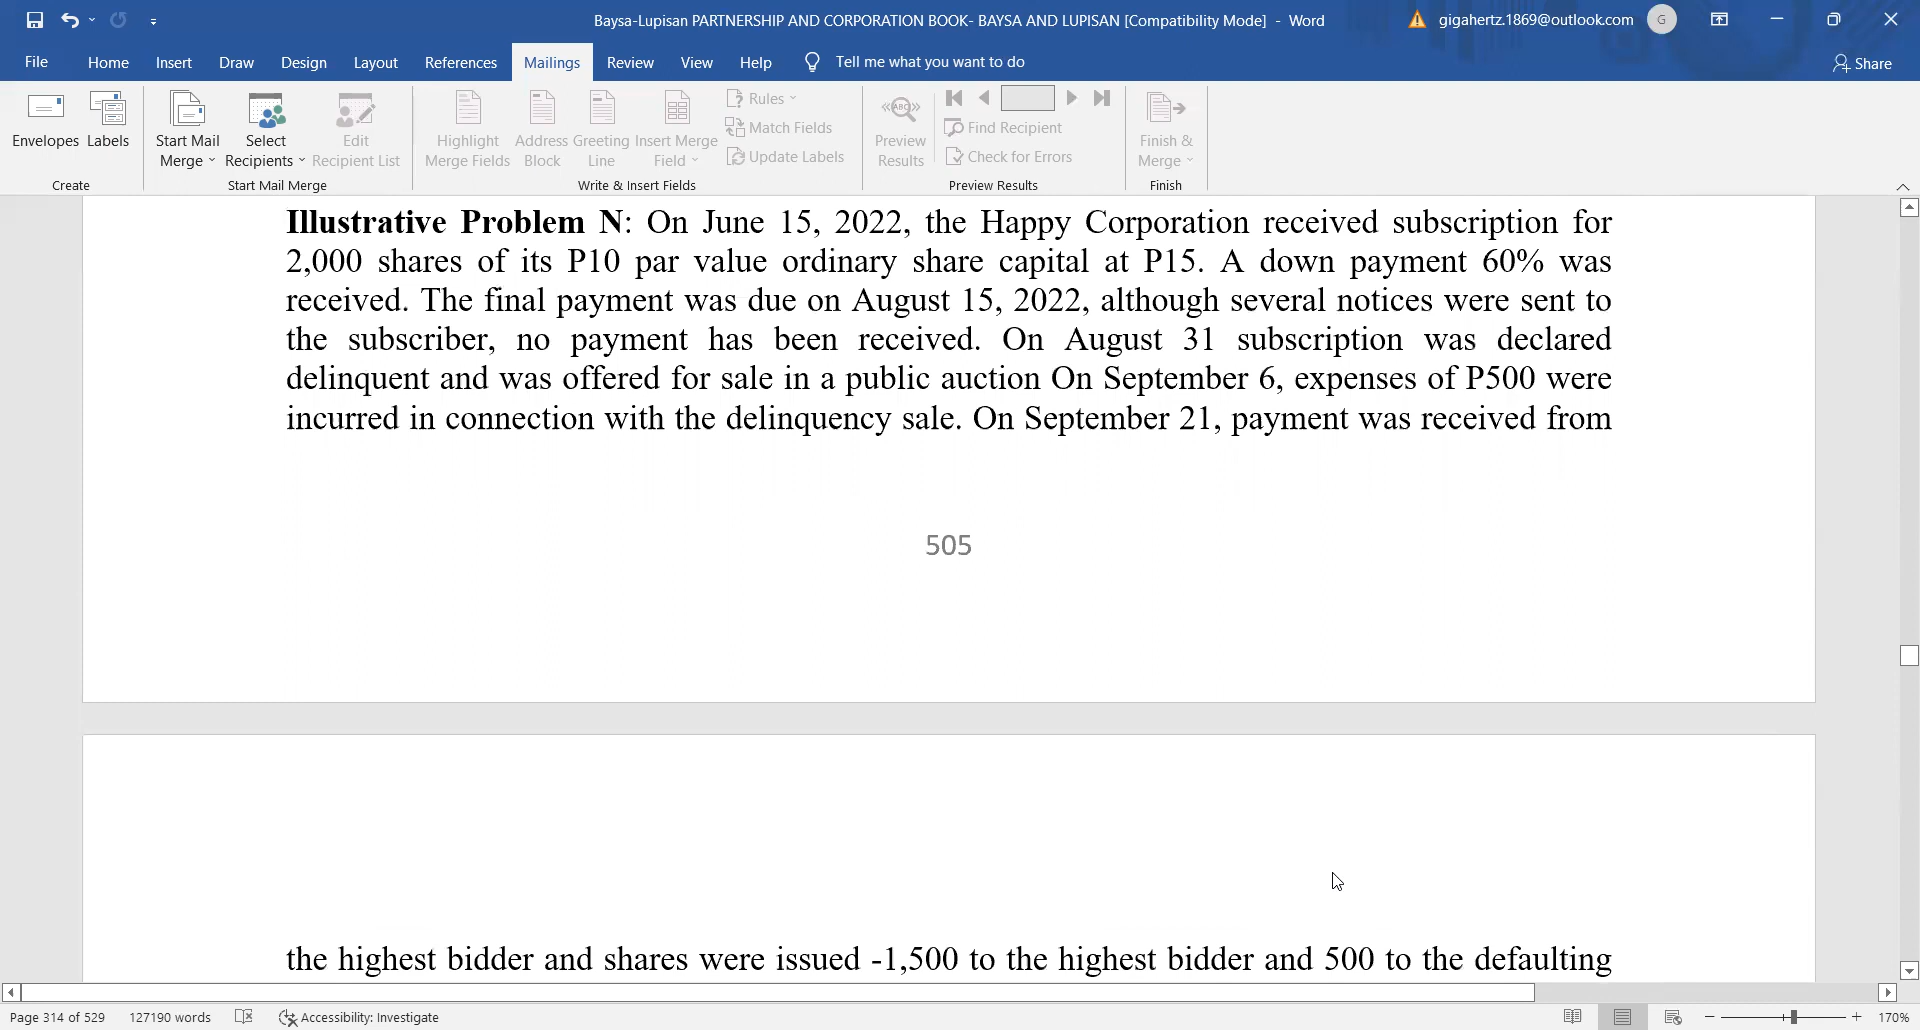 Baysa-Lupisan PARTNERSHIP AND CORPORATION BOOK- BAYSA AND LUPISAN [Compatibility Mode] - Word
gigahertz.1869@outlook.com
G
File Home Insert Draw Design Layout References Mailings Review View Help Tell me what you want to do
Share
Envelopes Labels
Create
Start Mail Merge
Select Recipients
Edit Recipient List
Start Mail Merge
Highlight Merge Fields
Address Block
Greeting Line
Insert Merge Field
Rules
Match Fields
Update Labels
Write & Insert Fields
ABC
Preview Results
Find Recipient
Check for Errors
Preview Results
Finish & Merge
Finish
Illustrative Problem N: On June 15, 2022, the Happy Corporation received subscription for
2,000 shares of its P10 par value ordinary share capital at P15. A down payment 60% was
received. The final payment was due on August 15, 2022, although several notices were sent to
the subscriber, no payment has been received. On August 31 subscription was declared
delinquent and was offered for sale in a public auction On September 6, expenses of P500 were
incurred in connection with the delinquency sale. On September 21, payment was received from
505
the highest bidder and shares were issued -1,500 to the highest bidder and 500 to the defaulting
Page 314 of 529 127190 words Accessibility: Investigate
170%